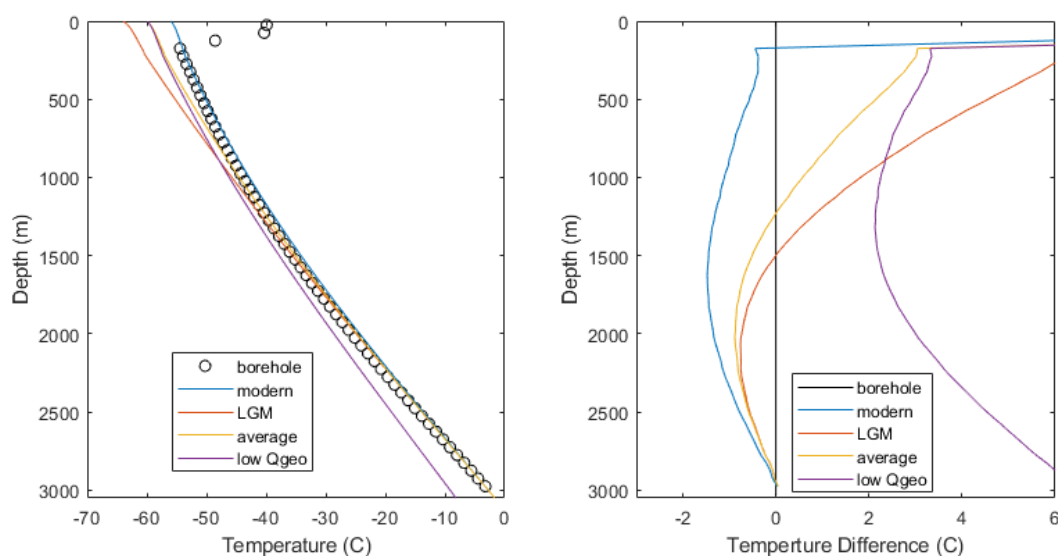 0
500
1000
1500
2000
2500
3000
Depth (m)
-70
-60
-50
-40
-30
-20
-10
0
Temperature (C)
borehole
modern
LGM
average
low Qgeo
0
500
1000
1500
2000
2500
3000
Depth (m)
-2
0
2
4
6
Temperture Difference (C)
borehole
modern
LGM
average
low Qgeo